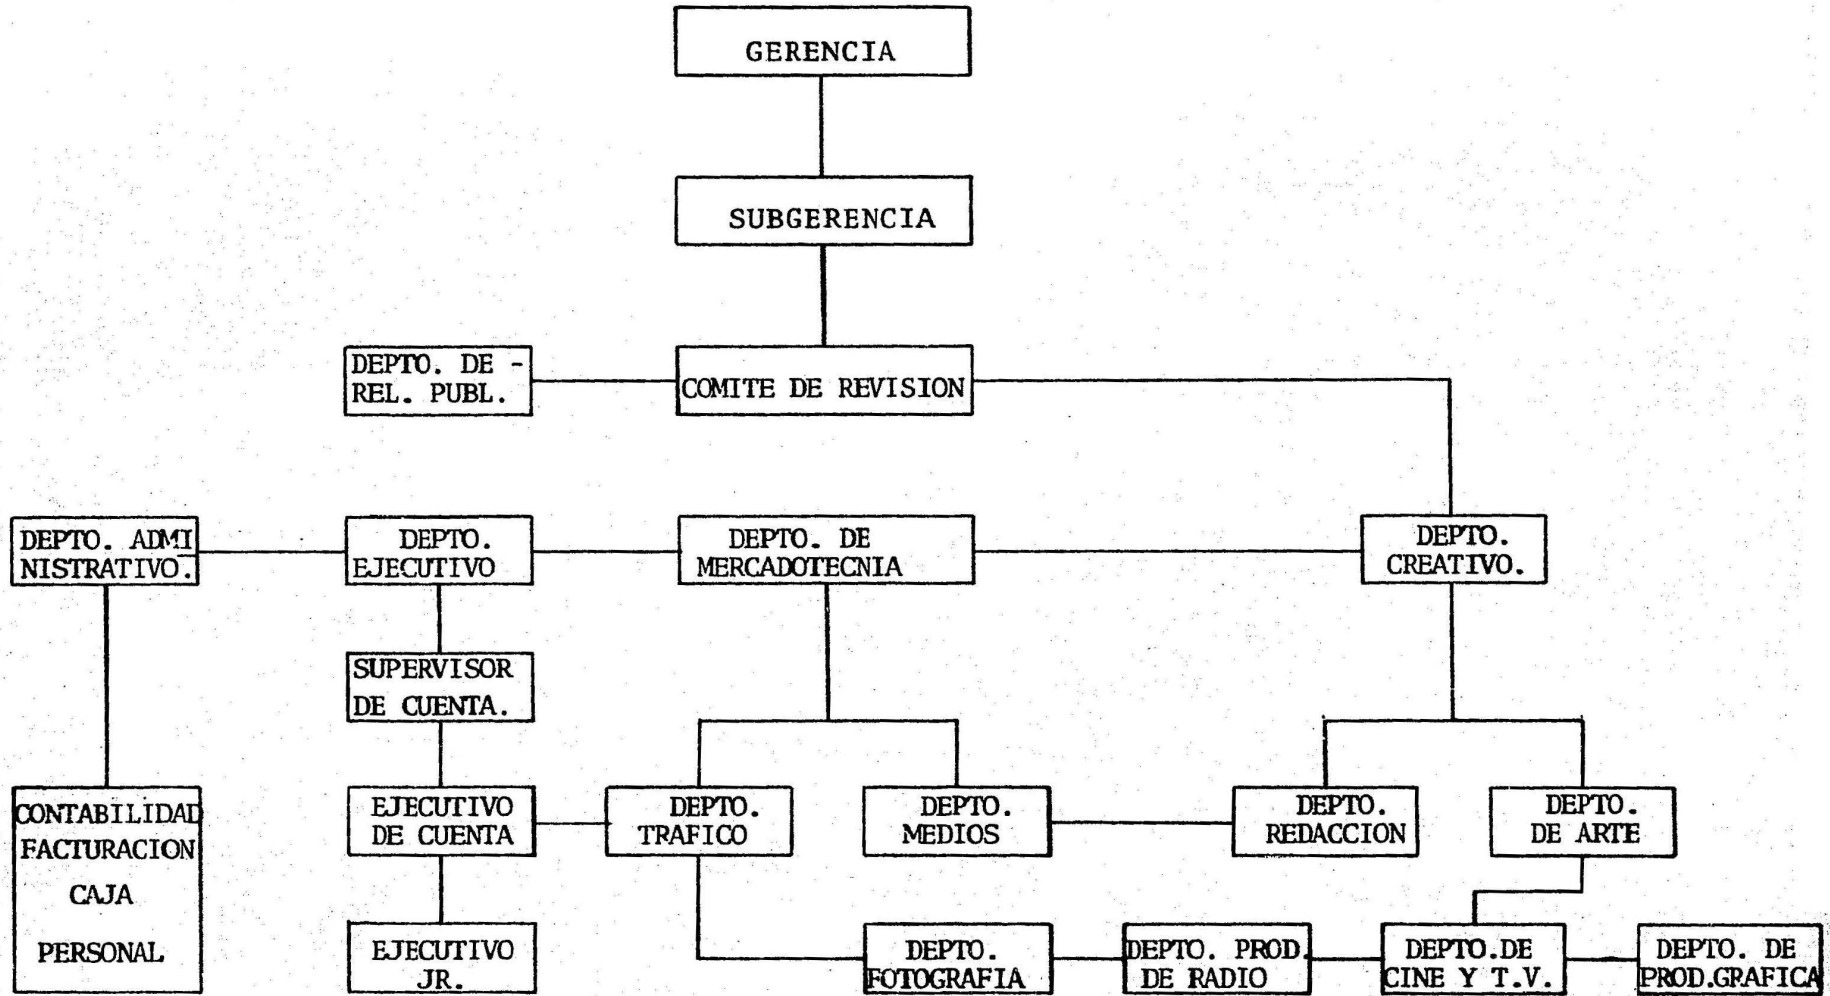 GERENCIA
SUBGERENCIA
DEPTO. DE -
REL. PUBL.
COMITE DE REVISION
DEPTO. ADMI
NISTRATIVO.
DEPTO.
EJECUTIVO
DEPTO. DE
MERCADOTECNIA
DEPTO.
CREATIVO.
SUPERVISOR
DE CUENTA.
CONTABILIDAD
FACTURACION
CAJA
PERSONAL
EJECUTIVO
DE CUENTA
DEPTO.
TRAFICO
DEPTO.
MEDIOS
DEPTO.
REDACCION
DEPTO.
DE ARTE
EJECUTIVO
JR.
DEPTO.
FOTOGRAFIA
DEPTO. PROD.
DE RADIO
DEPTO.DE
CINE Y T.V.
DEPTO. DE
PROD.GRAFICA